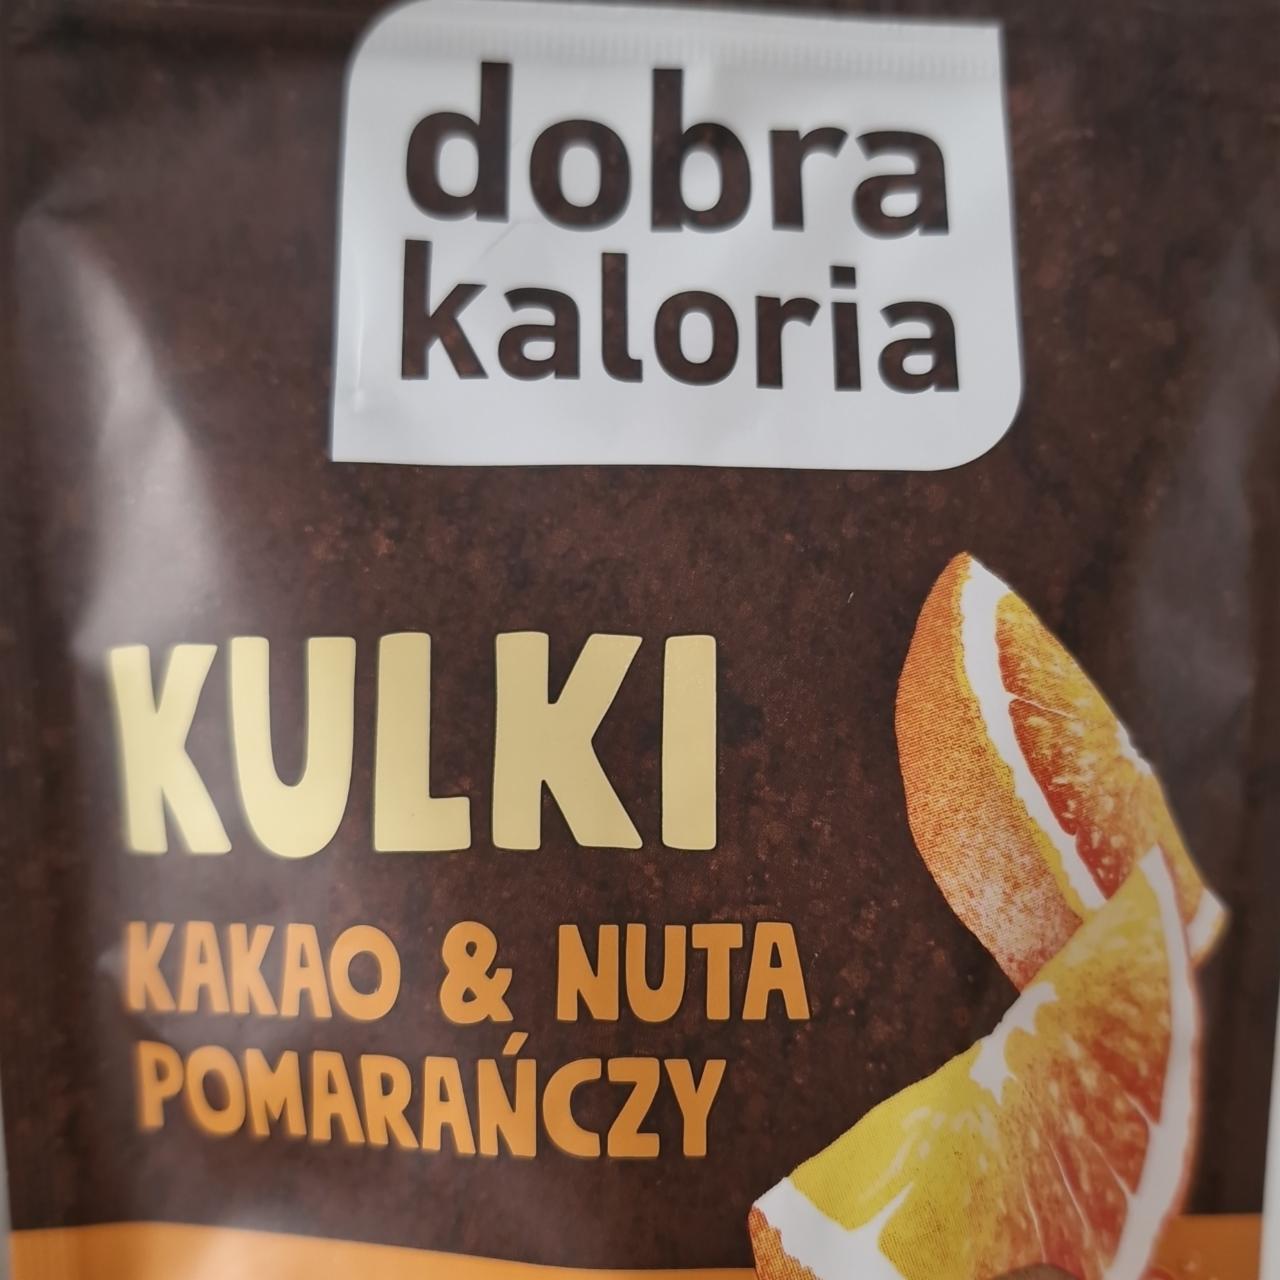 dobra
kaloria
KULKI
KAKAO & NUTA
POMARAŃCZY